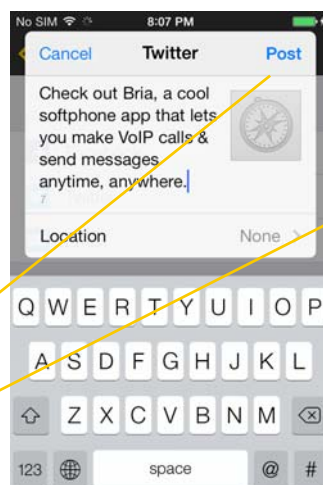 No SIM 8:07 PM
Cancel Twitter Post
Check out Bria, a cool
softphone app that lets
you make VoIP calls &
send messages
anytime, anywhere.
7
Location None
Q W E R T Y U I O P
A S D F G H J K L
Z X C V B N M
123 space @ #